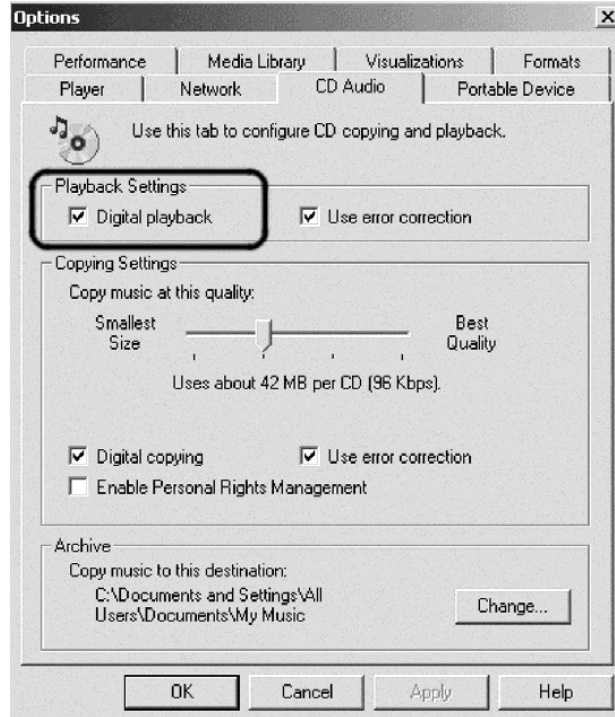 Options
Performance Media Library Visualizations Formats
Player Network CD Audio Portable Device
Use this tab to configure CD copying and playback.
Playback Settings
Digital playback Use error correction
Copying Settings
Copy music at this quality:
Smallest Size Best Quality
Uses about 42 MB per CD (96 Kbps).
Digital copying Use error correction
Enable Personal Rights Management
Archive
Copy music to this destination:
C:\Documents and Settings\All
Users\Documents\My Music
Change...
OK Cancel Apply Help